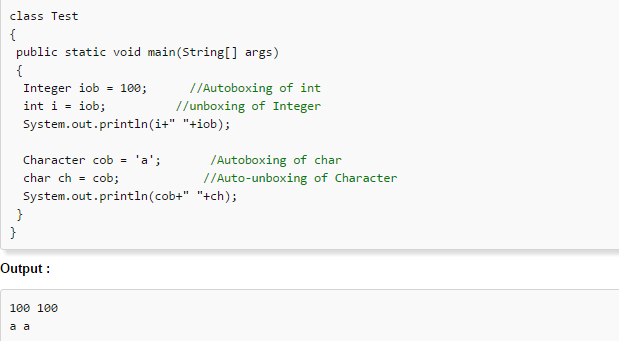 class Test
{
public static void main(String[] args)
{
Integer iob = 100; //Autoboxing of int
int i = iob; //unboxing of Integer
System.out.println(i+" "+iob);
Character cob = 'a'; /Autoboxing of char
char ch = cob; //Auto-unboxing of Character
System.out.println(cob+" "+ch);
}
}
Output :
100 100
a a